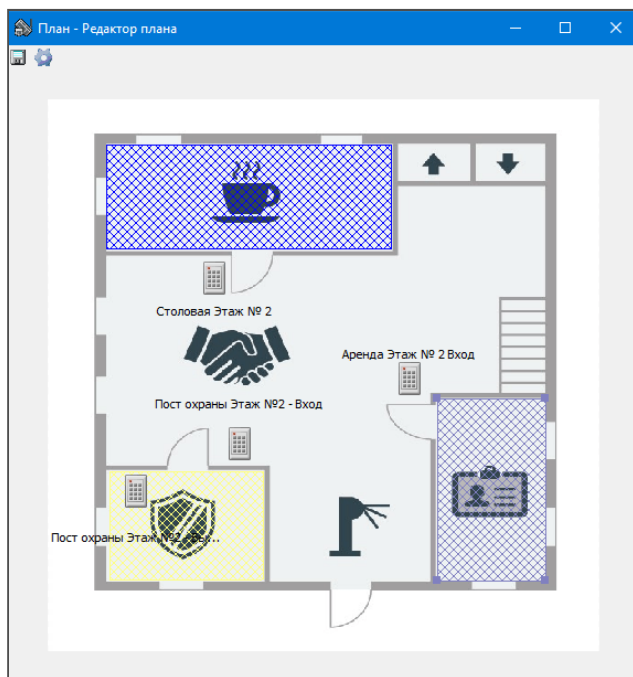 План - Редактор плана
Столовая Этаж № 2
Аренда Этаж № 2 Вход
Пост охраны Этаж №2 - Вход
Пост охраны Этаж №2 - Вы...